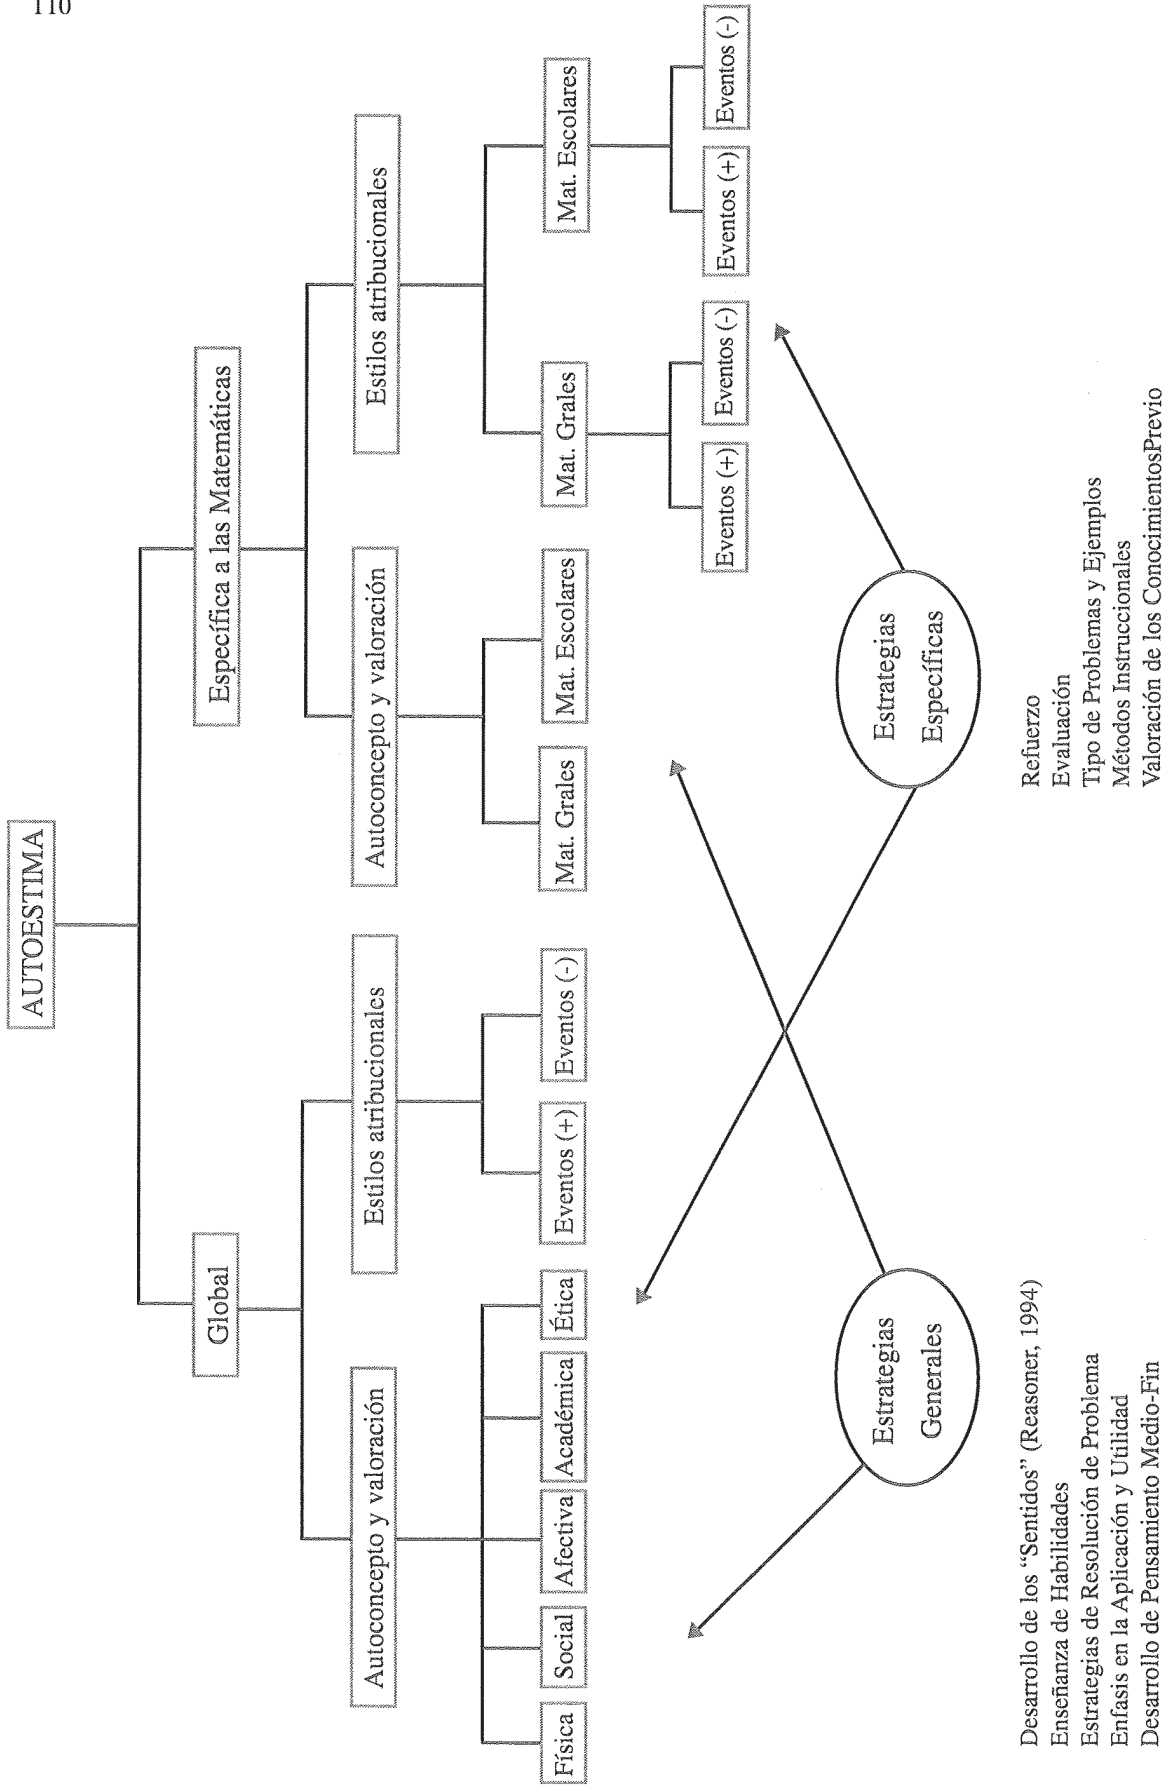 110
AUTOESTIMA
Global
Específica a las Matemáticas
Autoconcepto y valoración
Estilos atribucionales
Autoconcepto y valoración
Estilos atribucionales
Física
Social
Afectiva
Académica
Ética
Eventos (+)
Eventos (-)
Mat. Grales
Mat. Escolares
Mat. Grales
Mat. Escolares
Eventos (+)
Eventos (-)
Eventos (+)
Eventos (-)
Estrategias
Generales
Estrategias
Específicas
Desarrollo de los “Sentidos” (Reasoner, 1994)
Enseñanza de Habilidades
Estrategias de Resolución de Problema
Enfasis en la Aplicación y Utilidad
Desarrollo de Pensamiento Medio-Fin
Refuerzo
Evaluación
Tipo de Problemas y Ejemplos
Métodos Instruccionales
Valoración de los ConocimientosPrevio